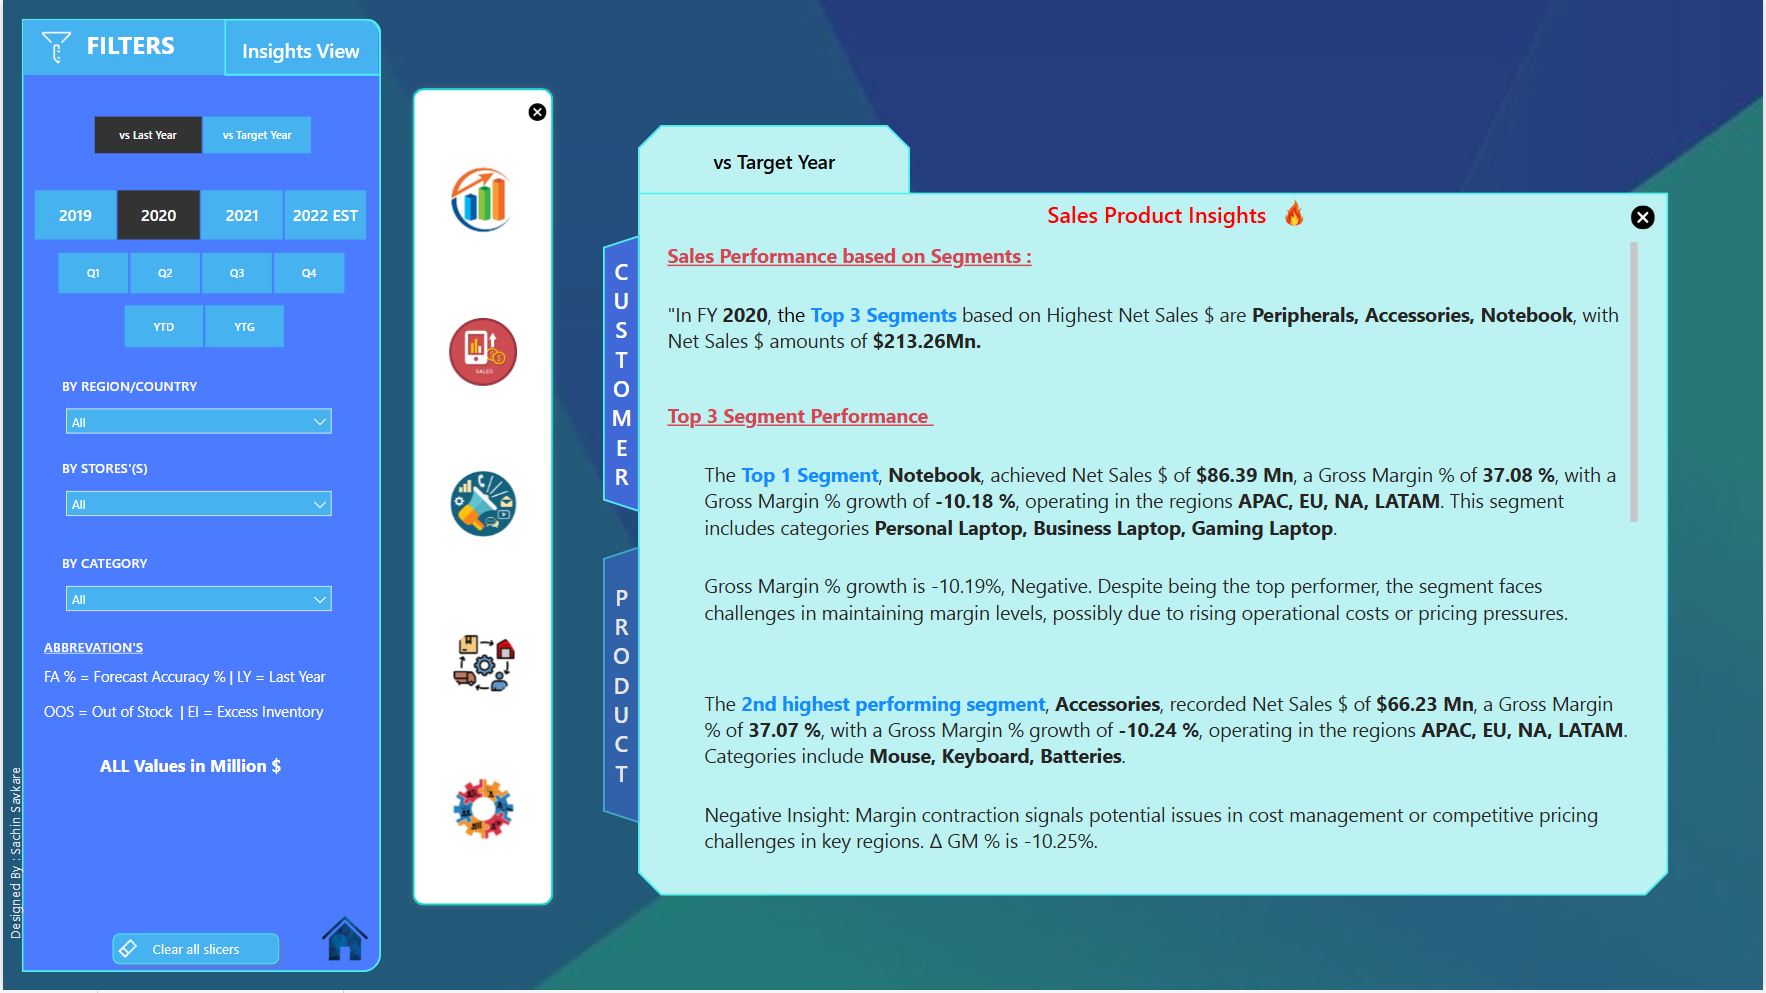 FILTERS
Insights View
vs Last Year
vs Target Year
2019
2020
2021
2022 EST
Q1
Q2
Q3
Q4
YTD
YTG
BY REGION/COUNTRY
All
BY STORES'(S)
All
BY CATEGORY
All
ABBREVATION'S
FA % = Forecast Accuracy % | LY = Last Year
OOS = Out of Stock | EI = Excess Inventory
ALL Values in Million $
Designed By : Sachin Savkare
Clear all slicers
SALES
CUSTOMER
PRODUCT
vs Target Year
Sales Product Insights
Sales Performance based on Segments :
"In FY 2020, the Top 3 Segments based on Highest Net Sales $ are Peripherals, Accessories, Notebook, with
Net Sales $ amounts of $213.26Mn.
Top 3 Segment Performance
The Top 1 Segment, Notebook, achieved Net Sales $ of $86.39 Mn, a Gross Margin % of 37.08 %, with a
Gross Margin % growth of -10.18 %, operating in the regions APAC, EU, NA, LATAM. This segment
includes categories Personal Laptop, Business Laptop, Gaming Laptop.
Gross Margin % growth is -10.19%, Negative. Despite being the top performer, the segment faces
challenges in maintaining margin levels, possibly due to rising operational costs or pricing pressures.
The 2nd highest performing segment, Accessories, recorded Net Sales $ of $66.23 Mn, a Gross Margin
% of 37.07 %, with a Gross Margin % growth of -10.24 %, operating in the regions APAC, EU, NA, LATAM.
Categories include Mouse, Keyboard, Batteries.
Negative Insight: Margin contraction signals potential issues in cost management or competitive pricing
challenges in key regions. Δ GM % is -10.25%.